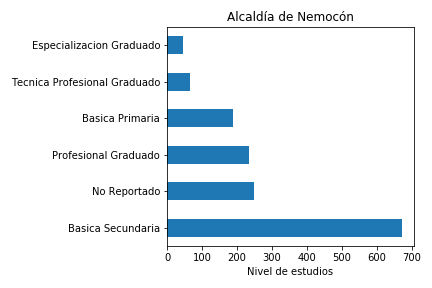 Alcaldía de Nemocón
Especializacion Graduado
Tecnica Profesional Graduado
Basica Primaria
Profesional Graduado
No Reportado
Basica Secundaria
0 100 200 300 400 500 600 700
Nivel de estudios